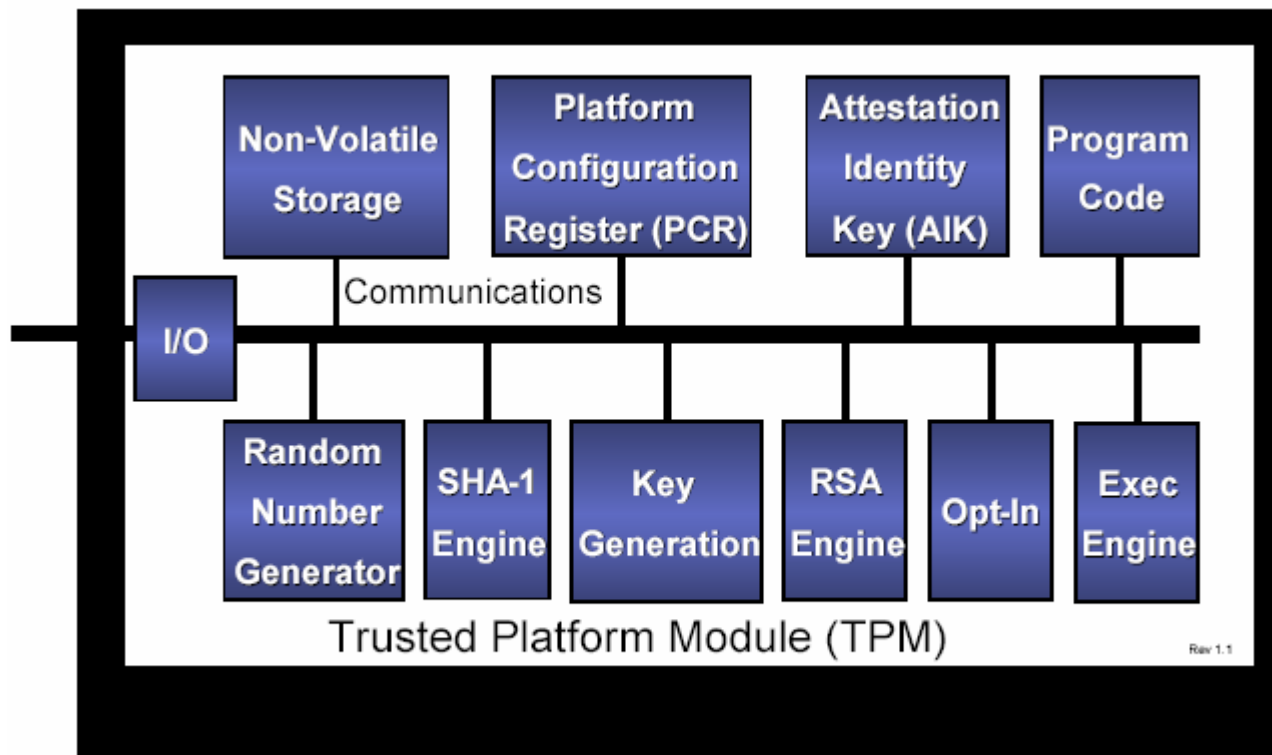 Non-Volatile
Storage
Platform
Configuration
Register (PCR)
Attestation
Identity
Key (AIK)
Program
Code
Communications
I/O
Random
Number
Generator
SHA-1
Engine
Key
Generation
RSA
Engine
Opt-In
Exec
Engine
Trusted Platform Module (TPM)
Rev 1.1